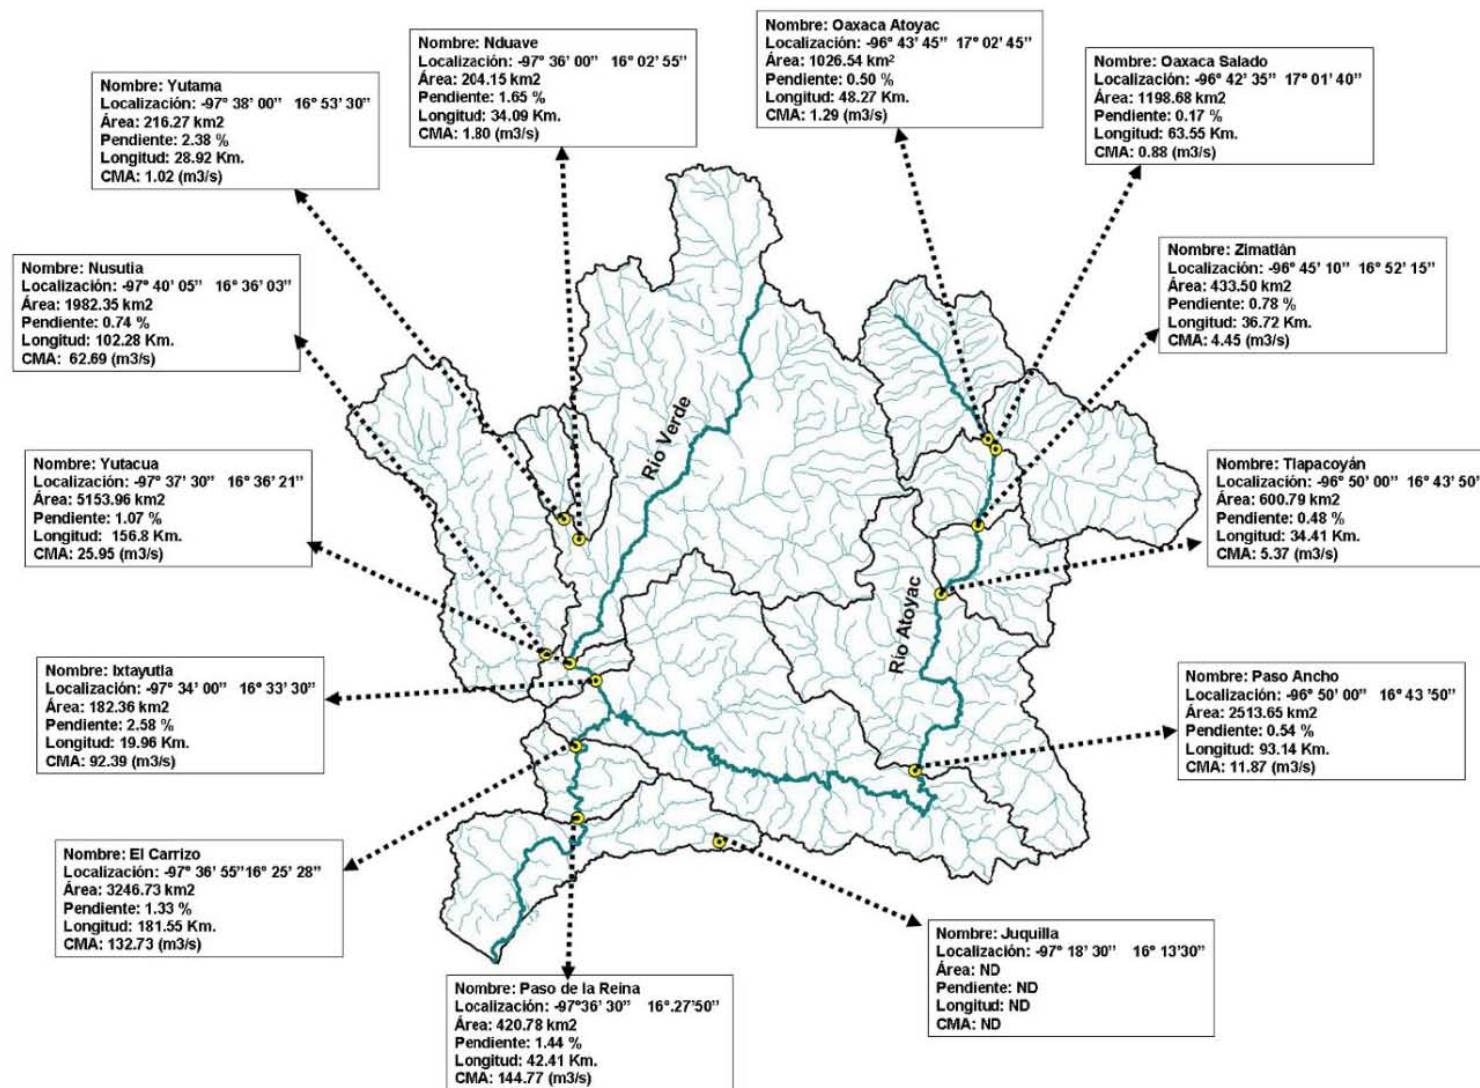 Nombre: Nduave
Localización: -97° 36' 00” 16° 02' 55”
Área: 204.15 km2
Pendiente: 1.65 %
Longitud: 34.09 Km.
CMA: 1.80 (m3/s)
Nombre: Oaxaca Atoyac
Localización: -96° 43' 45” 17° 02' 45”
Área: 1026.54 km²
Pendiente: 0.50 %
Longitud: 48.27 Km.
CMA: 1.29 (m3/s)
Nombre: Oaxaca Salado
Localización: -96° 42' 35” 17° 01' 40”
Área: 1198.68 km2
Pendiente: 0.17 %
Longitud: 63.55 Km.
CMA: 0.88 (m3/s)
Nombre: Yutama
Localización: -97° 38' 00” 16° 53' 30”
Área: 216.27 km2
Pendiente: 2.38 %
Longitud: 28.92 Km.
CMA: 1.02 (m3/s)
Nombre: Zimatlán
Localización: -96° 45' 10” 16° 52' 15”
Área: 433.50 km2
Pendiente: 0.78 %
Longitud: 36.72 Km.
CMA: 4.45 (m3/s)
Nombre: Nusutia
Localización: -97° 40' 05” 16° 36' 03”
Área: 1982.35 km2
Pendiente: 0.74 %
Longitud: 102.28 Km.
CMA: 62.69 (m3/s)
Río Verde
Nombre: Yutacua
Localización: -97° 37' 30” 16° 36' 21”
Área: 5153.96 km2
Pendiente: 1.07 %
Longitud: 156.8 Km.
CMA: 25.95 (m3/s)
Nombre: Tlapacoyán
Localización: -96° 50' 00” 16° 43' 50”
Área: 600.79 km2
Pendiente: 0.48 %
Longitud: 34.41 Km.
CMA: 5.37 (m3/s)
Río Atoyac
Nombre: Ixtayutla
Localización: -97° 34' 00” 16° 33' 30”
Área: 182.36 km2
Pendiente: 2.58 %
Longitud: 19.96 Km.
CMA: 92.39 (m3/s)
Nombre: Paso Ancho
Localización: -96° 50' 00” 16° 43 '50”
Área: 2513.65 km2
Pendiente: 0.54 %
Longitud: 93.14 Km.
CMA: 11.87 (m3/s)
Nombre: El Carrizo
Localización: -97° 36' 55”16° 25' 28”
Área: 3246.73 km2
Pendiente: 1.33 %
Longitud: 181.55 Km.
CMA: 132.73 (m3/s)
Nombre: Juquilla
Localización: -97° 18' 30” 16° 13'30”
Área: ND
Pendiente: ND
Longitud: ND
CMA: ND
Nombre: Paso de la Reina
Localización: -97°36' 30” 16°.27'50”
Área: 420.78 km2
Pendiente: 1.44 %
Longitud: 42.41 Km.
CMA: 144.77 (m3/s)